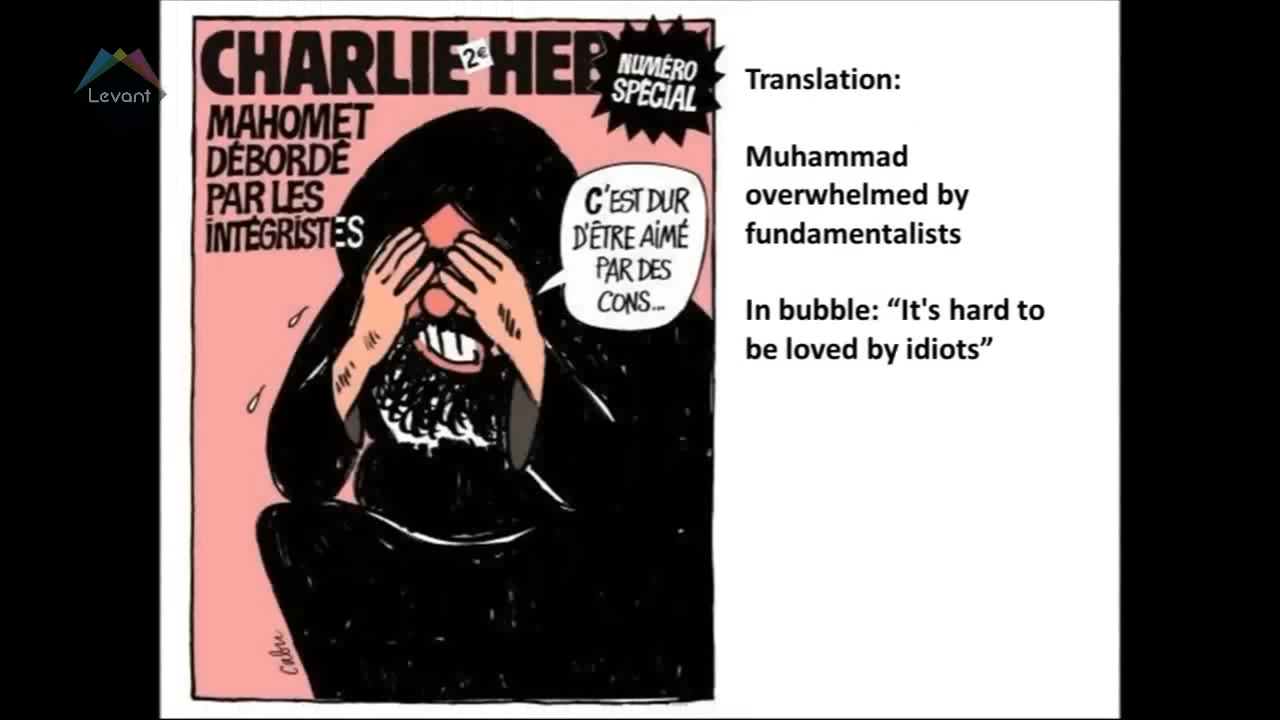 Levant
CHARLIE HEB
2€
NUMÉRO
SPÉCIAL
MAHOMET
DÉBORDÉ
PAR LES
INTÉGRISTES
C'EST DUR
D'ÊTRE AIMÉ
PAR DES
CONS...
cabu
Translation:
Muhammad
overwhelmed by
fundamentalists
In bubble: “It's hard to
be loved by idiots”